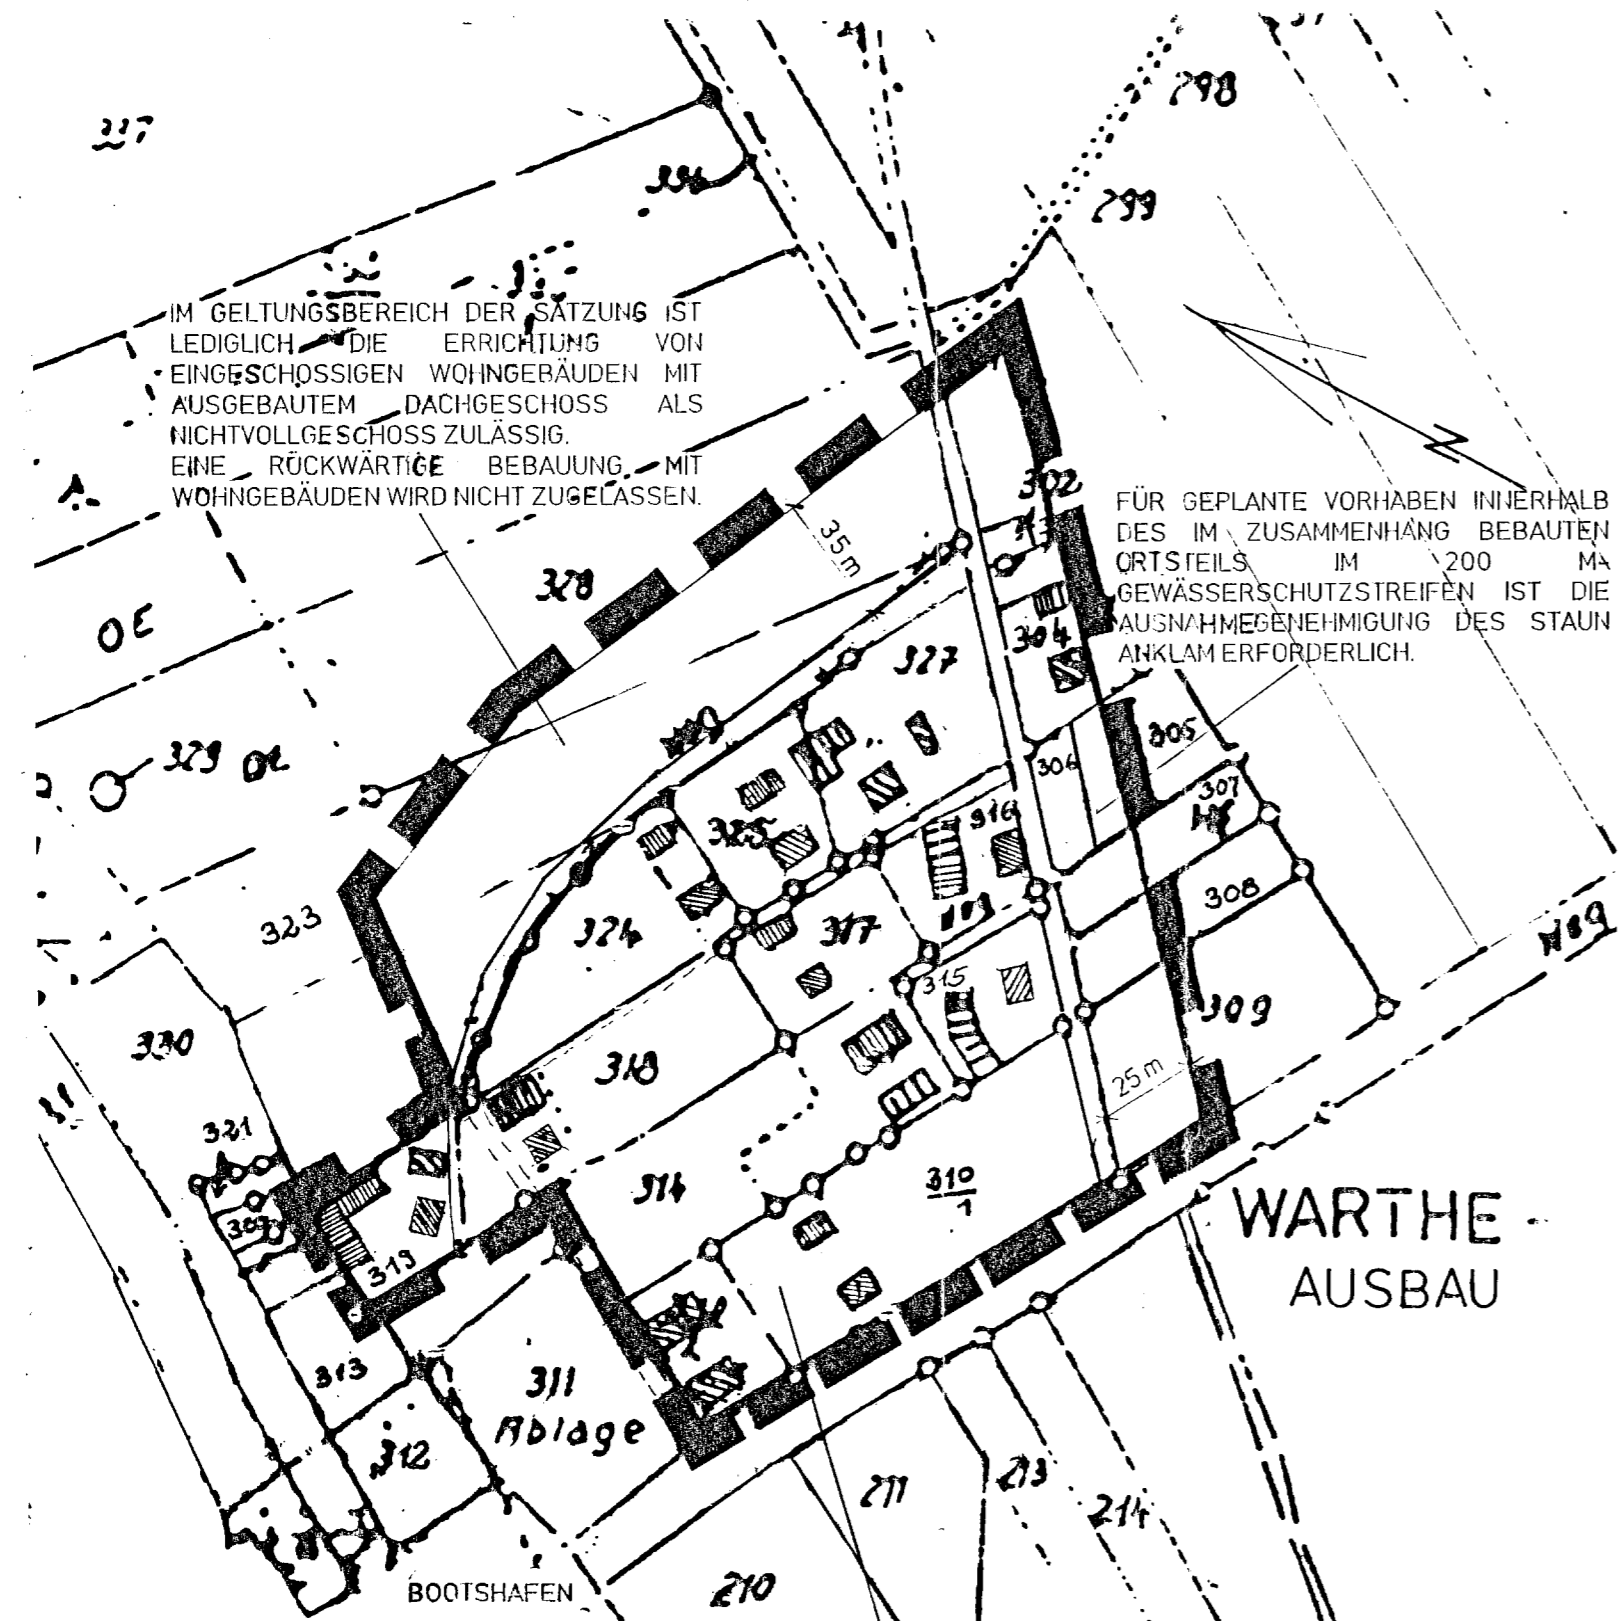 298
299
IM GELTUNGSBEREICH DER SATZUNG IST
LEDIGLICH DIE ERRICHTUNG VON
EINGESCHOSSIGEN WOHNGEBÄUDEN MIT
AUSGEBAUTEM DACHGESCHOSS ALS
NICHTVOLLGESCHOSS ZULÄSSIG.
EINE RÜCKWÄRTIGE BEBAUUNG MIT
WOHNGEBÄUDEN WIRD NICHT ZUGELASSEN.
302
FÜR GEPLANTE VORHABEN INNERHALB
DES IM ZUSAMMENHANG BEBAUTEN
ORTSTEILS IM 200 M
GEWÄSSERSCHUTZSTREIFEN IST DIE
AUSNAHMEGENEHMIGUNG DES STAUN
ANKLAM ERFORDERLICH.
35 m
328
304
327
329
305
306
307
316
325
308
323
324
317
315
309
330
318
25 m
321
314
310
1
WARTHE
AUSBAU
319
313
311
Ablage
312
211
213
214
210
BOOTSHAFEN